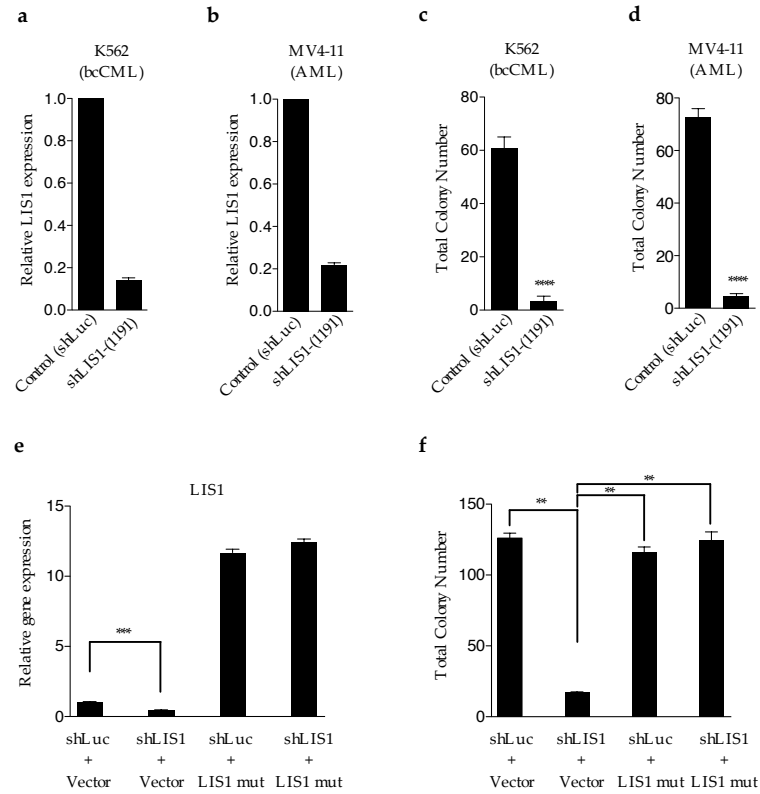 a
K562
(bcCML)
Relative LIS1 expression
1.0
0.8
0.6
0.4
0.2
0.0
Control (shLuc)
shLIS1-(1191)
b
MV4-11
(AML)
Relative LIS1 expression
1.0
0.8
0.6
0.4
0.2
0.0
Control (shLuc)
shLIS1-(1191)
c
K562
(bcCML)
Total Colony Number
80
60
40
20
0
****
Control (shLuc)
shLIS1-(1191)
d
MV4-11
(AML)
Total Colony Number
80
60
40
20
0
****
Control (shLuc)
shLIS1-(1191)
e
LIS1
Relative gene expression
15
10
5
0
***
shLuc
+
Vector
shLIS1
+
Vector
shLuc
+
LIS1 mut
shLIS1
+
LIS1 mut
f
Total Colony Number
150
100
50
0
**
**
**
shLuc
+
Vector
shLIS1
+
Vector
shLuc
+
LIS1 mut
shLIS1
+
LIS1 mut